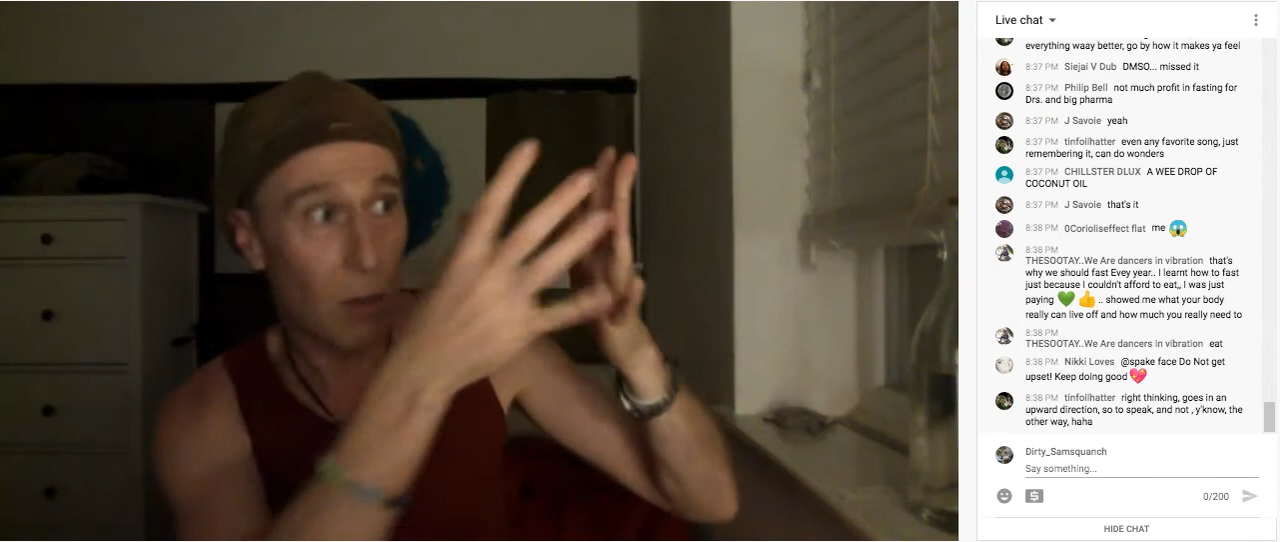 Live chat
everything waay better, go by how it makes ya feel
8:37 PM Siejai V Dub DMSO... missed it
8:37 PM Philip Bell not much profit in fasting for
Drs. and big pharma
8:37 PM J Savoie yeah
8:37 PM tinfoilhatter even any favorite song, just
remembering it, can do wonders
8:37 PM CHILLSTER DLUX A WEE DROP OF
COCONUT OIL
8:37 PM J Savoie that's it
8:38 PM 0Corioliseffect flat me 😱
8:38 PM
THESOOTAY..We Are dancers in vibration that's
why we should fast Evey year.. I learnt how to fast
just because I couldn't afford to eat,, I was just
paying 💚 👍 .. showed me what your body
really can live off and how much you really need to
8:38 PM
THESOOTAY..We Are dancers in vibration eat
8:38 PM Nikki Loves @spake face Do Not get
upset! Keep doing good 💖
8:38 PM tinfoilhatter right thinking, goes in an
upward direction, so to speak, and not , y'know, the
other way, haha
Dirty_Samsquanch
Say something...
0/200
HIDE CHAT